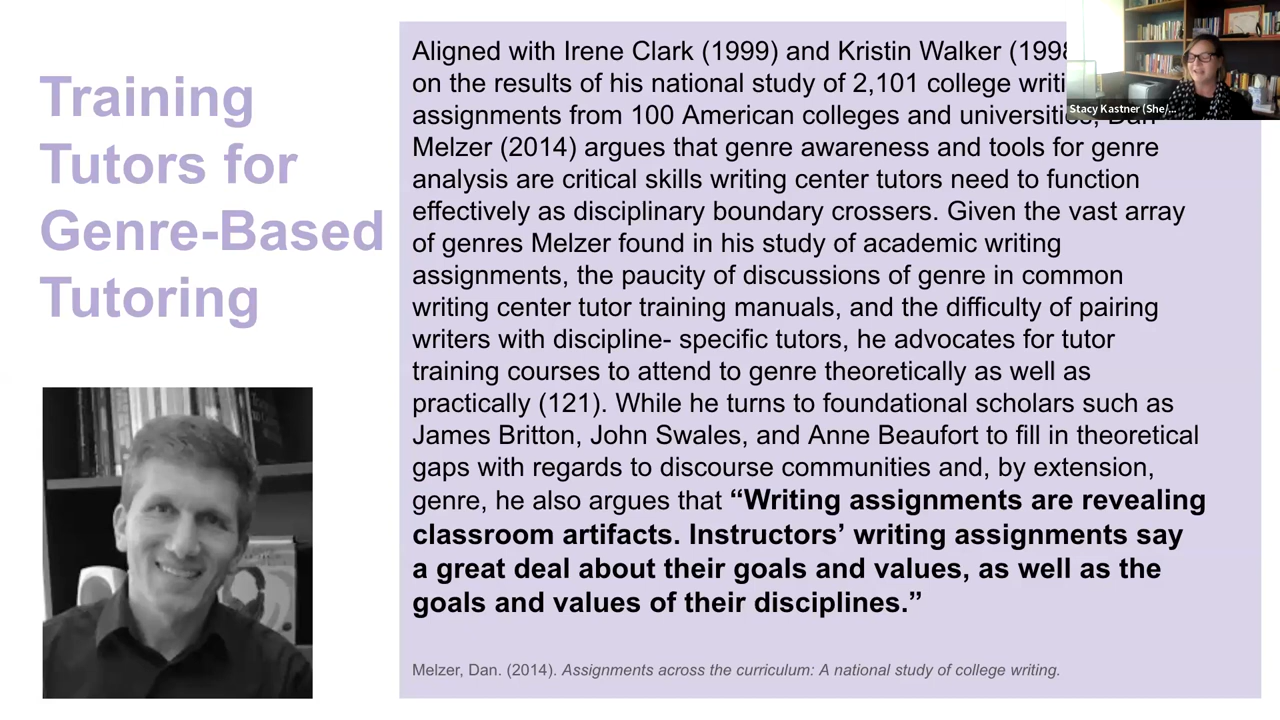 Training
Tutors for
Genre-Based
Tutoring
Aligned with Irene Clark (1999) and Kristin Walker (1998
on the results of his national study of 2,101 college writi
assignments from 100 American colleges and universities, Dan
Melzer (2014) argues that genre awareness and tools for genre
analysis are critical skills writing center tutors need to function
effectively as disciplinary boundary crossers. Given the vast array
of genres Melzer found in his study of academic writing
assignments, the paucity of discussions of genre in common
writing center tutor training manuals, and the difficulty of pairing
writers with discipline- specific tutors, he advocates for tutor
training courses to attend to genre theoretically as well as
practically (121). While he turns to foundational scholars such as
James Britton, John Swales, and Anne Beaufort to fill in theoretical
gaps with regards to discourse communities and, by extension,
genre, he also argues that “Writing assignments are revealing
classroom artifacts. Instructors’ writing assignments say
a great deal about their goals and values, as well as the
goals and values of their disciplines.”
Melzer, Dan. (2014). Assignments across the curriculum: A national study of college writing.
Stacy Kastner (She/...